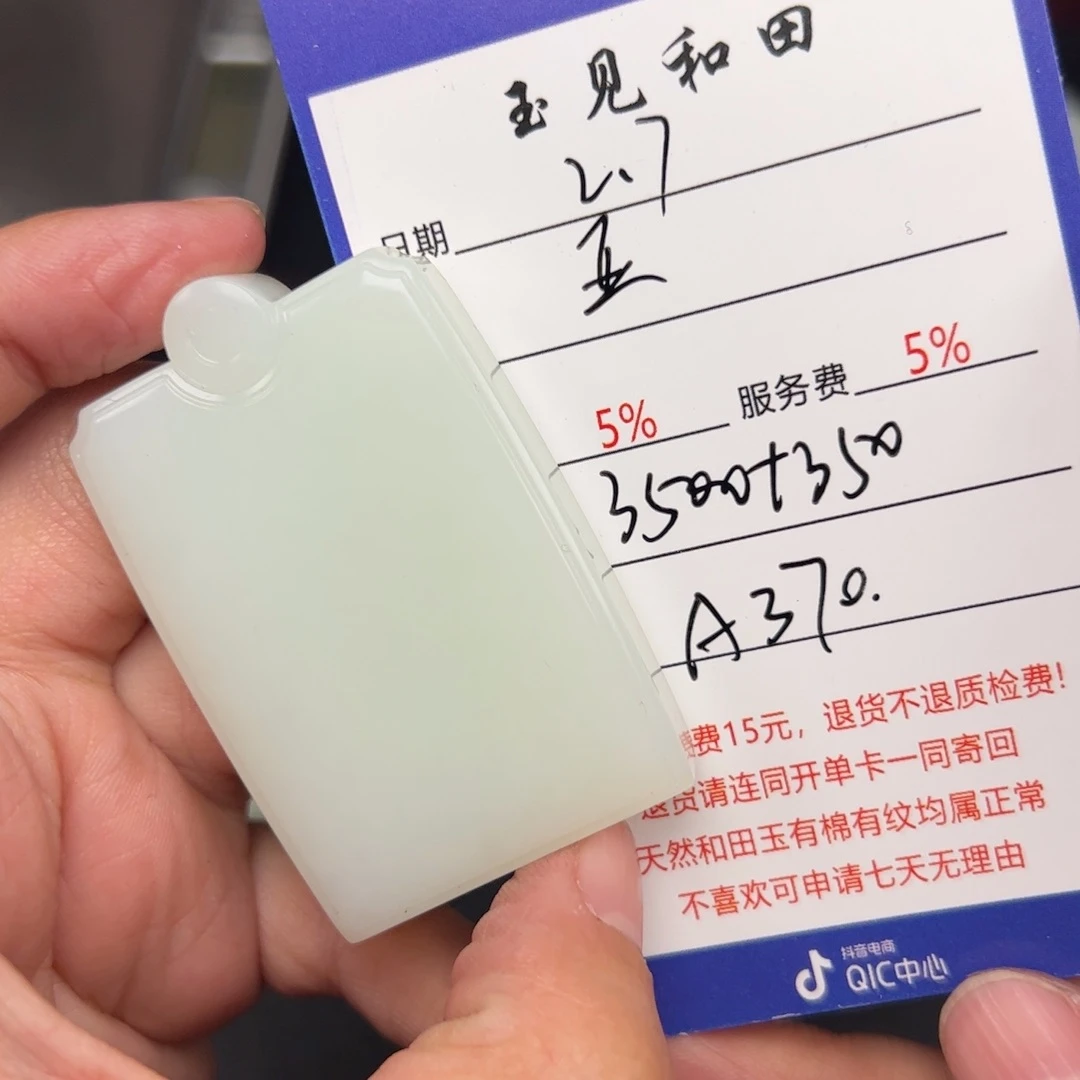 玉见和田
日期 2.7
玉
5% 服务费 5%
3500+350
A370.
费15元，退货不退质检费!
退货请连同开单卡一同寄回
天然和田玉有棉有纹均属正常
不喜欢可申请七天无理由
抖音电商
QIC中心